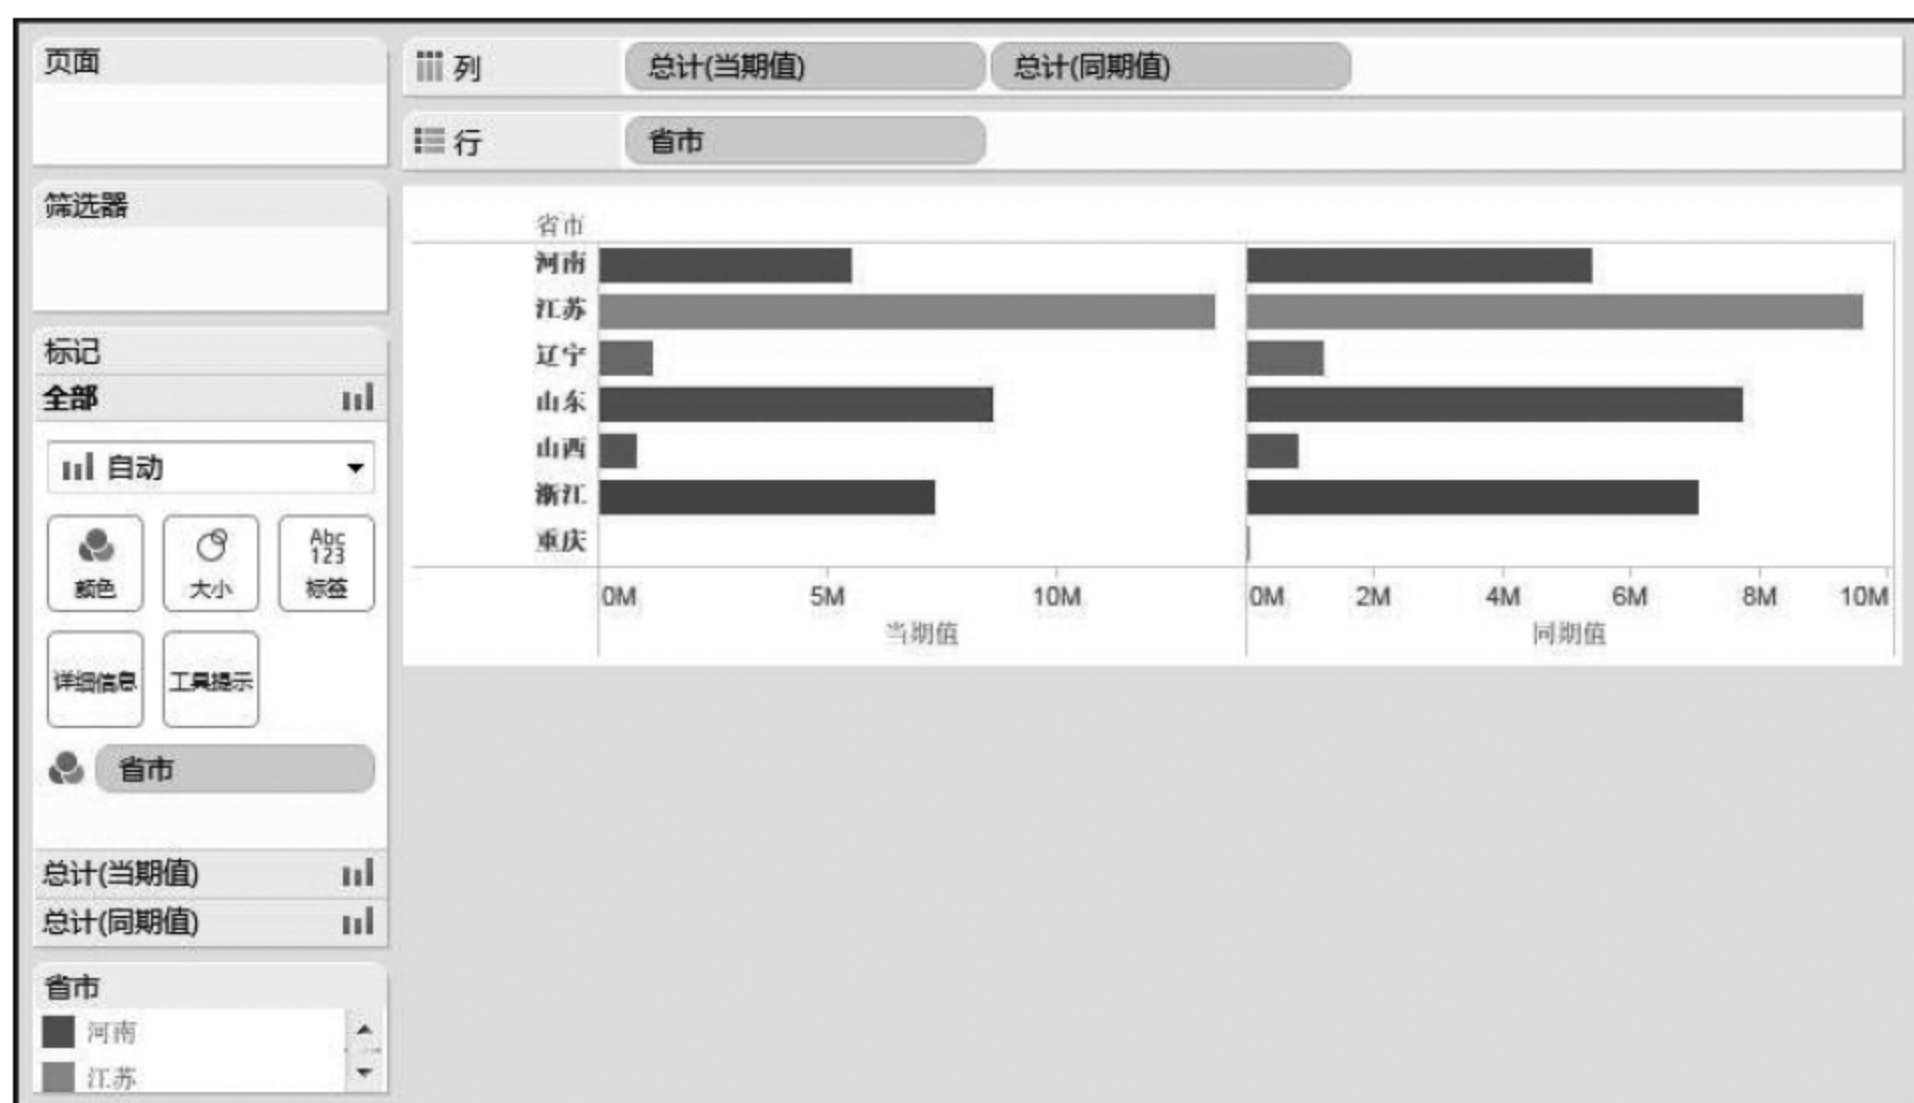 页面
筛选器
标记
全部
自动
颜色
大小
Abc
123
标签
详细信息
工具提示
省市
总计(当期值)
总计(同期值)
省市
河南
江苏
列
总计(当期值)
总计(同期值)
行
省市
省市
河南
江苏
辽宁
山东
山西
浙江
重庆
0M 5M 10M
当期值
0M 2M 4M 6M 8M 10M
同期值